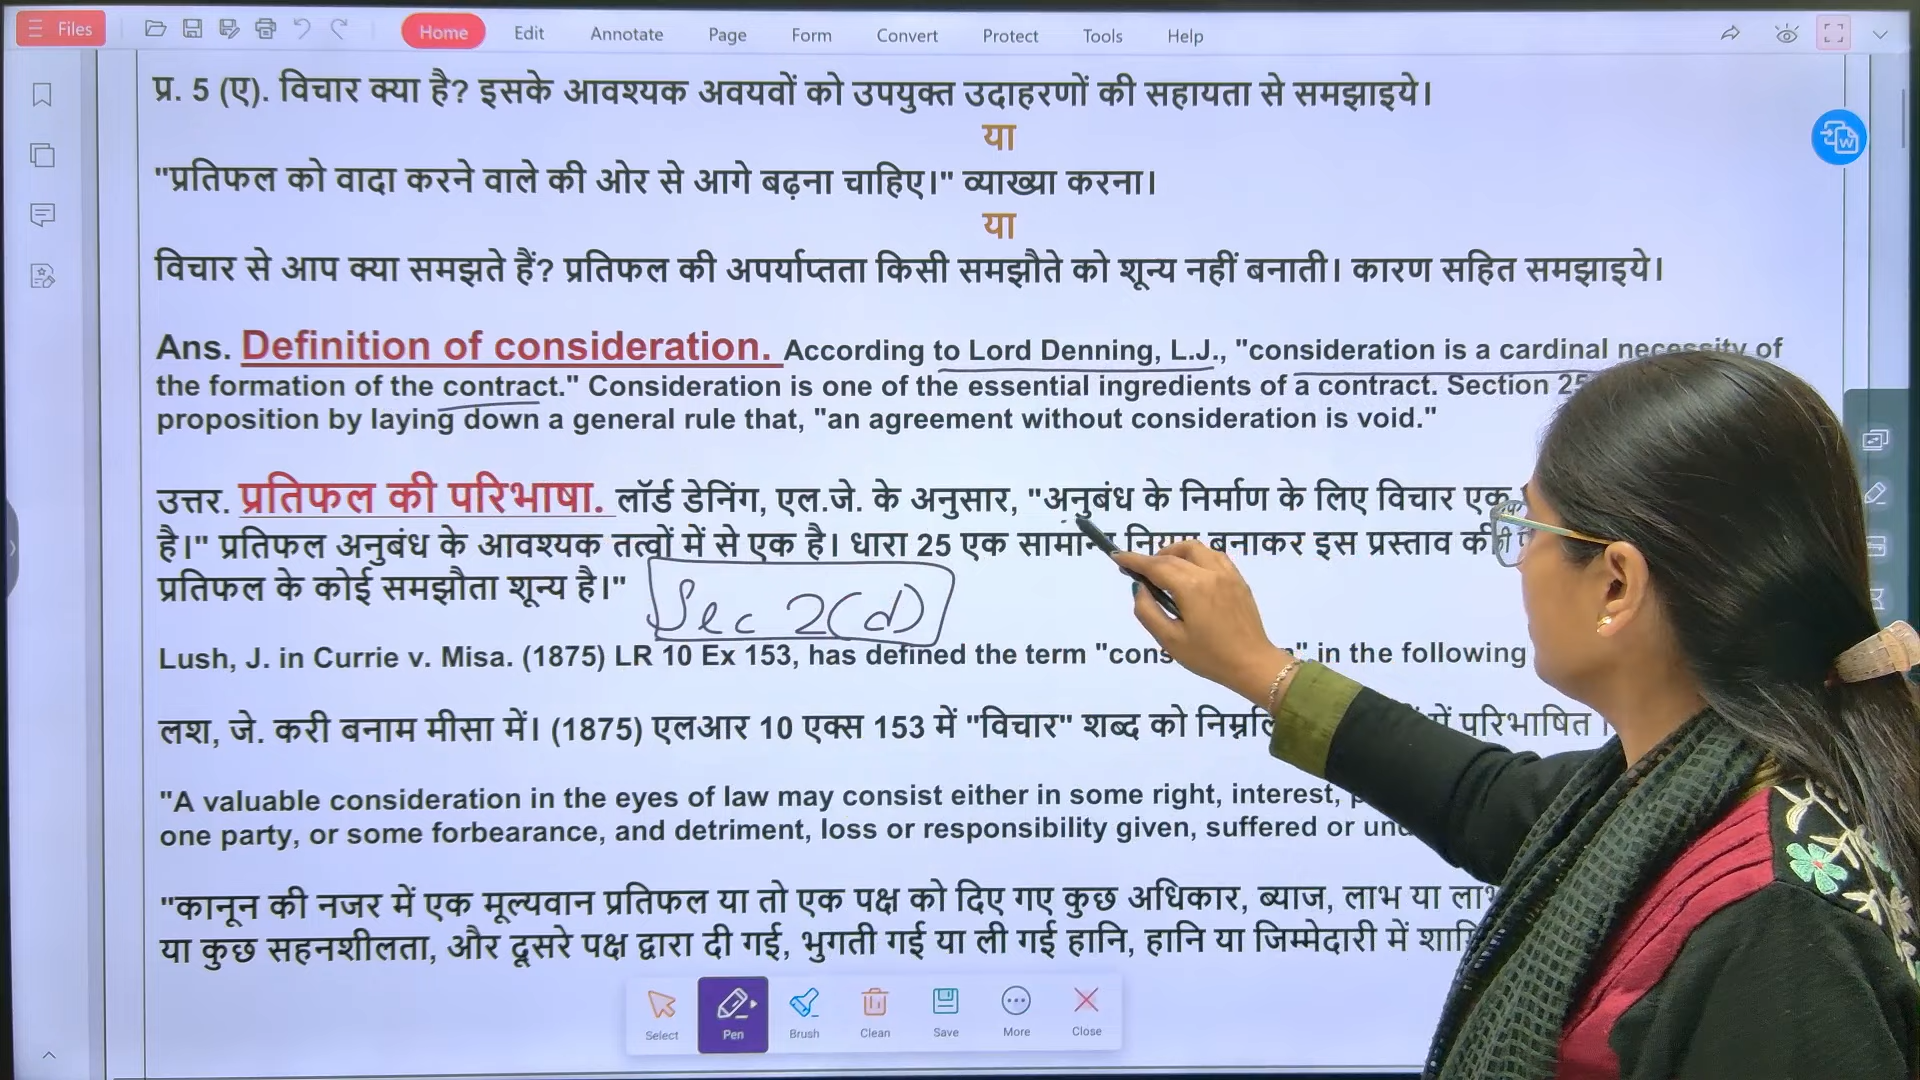 Files
Home Edit Annotate Page Form Convert Protect Tools Help
प्र. 5 (ए). विचार क्या है? इसके आवश्यक अवयवों को उपयुक्त उदाहरणों की सहायता से समझाइये।
या
"प्रतिफल को वादा करने वाले की ओर से आगे बढ़ना चाहिए।" व्याख्या करना।
या
विचार से आप क्या समझते हैं? प्रतिफल की अपर्याप्तता किसी समझौते को शून्य नहीं बनाती। कारण सहित समझाइये।
Ans. Definition of consideration. According to Lord Denning, L.J., "consideration is a cardinal necessity of
the formation of the contract." Consideration is one of the essential ingredients of a contract. Section 25
proposition by laying down a general rule that, "an agreement without consideration is void."
उत्तर. प्रतिफल की परिभाषा. लॉर्ड डेनिंग, एल.जे. के अनुसार, "अनुबंध के निर्माण के लिए विचार एक
है।" प्रतिफल अनुबंध के आवश्यक तत्वों में से एक है। धारा 25 एक सामान्य नियम बनाकर इस प्रस्ताव की
प्रतिफल के कोई समझौता शून्य है।"
Sec 2(d)
Lush, J. in Currie v. Misa. (1875) LR 10 Ex 153, has defined the term in the following
लश, जे. करी बनाम मीसा में। (1875) एलआर 10 एक्स 153 में "विचार" शब्द को में परिभाषित
"A valuable consideration in the eyes of law may consist either in some right, interest,
one party, or some forbearance, and detriment, loss or responsibility given, suffered or
"कानून की नजर में एक मूल्यवान प्रतिफल या तो एक पक्ष को दिए गए कुछ अधिकार, ब्याज, लाभ या
या कुछ सहनशीलता, और दूसरे पक्ष द्वारा दी गई, भुगती गई या ली गई हानि, हानि या जिम्मेदारी में
Select Pen Brush Clean Save More Close